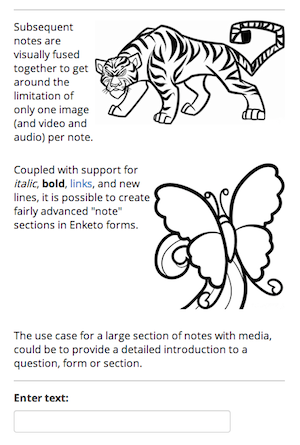 Subsequent
notes are
visually fused
together to get
around the
limitation of
only one image
(and video and
audio) per note.
Coupled with support for
italic, bold, links, and new
lines, it is possible to create
fairly advanced "note"
sections in Enketo forms.
The use case for a large section of notes with media,
could be to provide a detailed introduction to a
question, form or section.
Enter text: